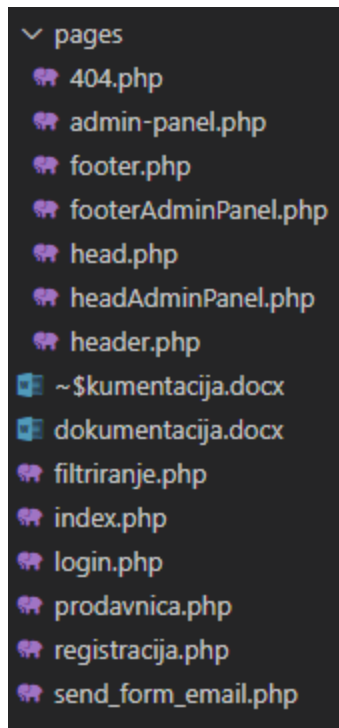 pages
404.php
admin-panel.php
footer.php
footerAdminPanel.php
head.php
headAdminPanel.php
header.php
~$kumentacija.docx
dokumentacija.docx
filtriranje.php
index.php
login.php
prodavnica.php
registracija.php
send_form_email.php